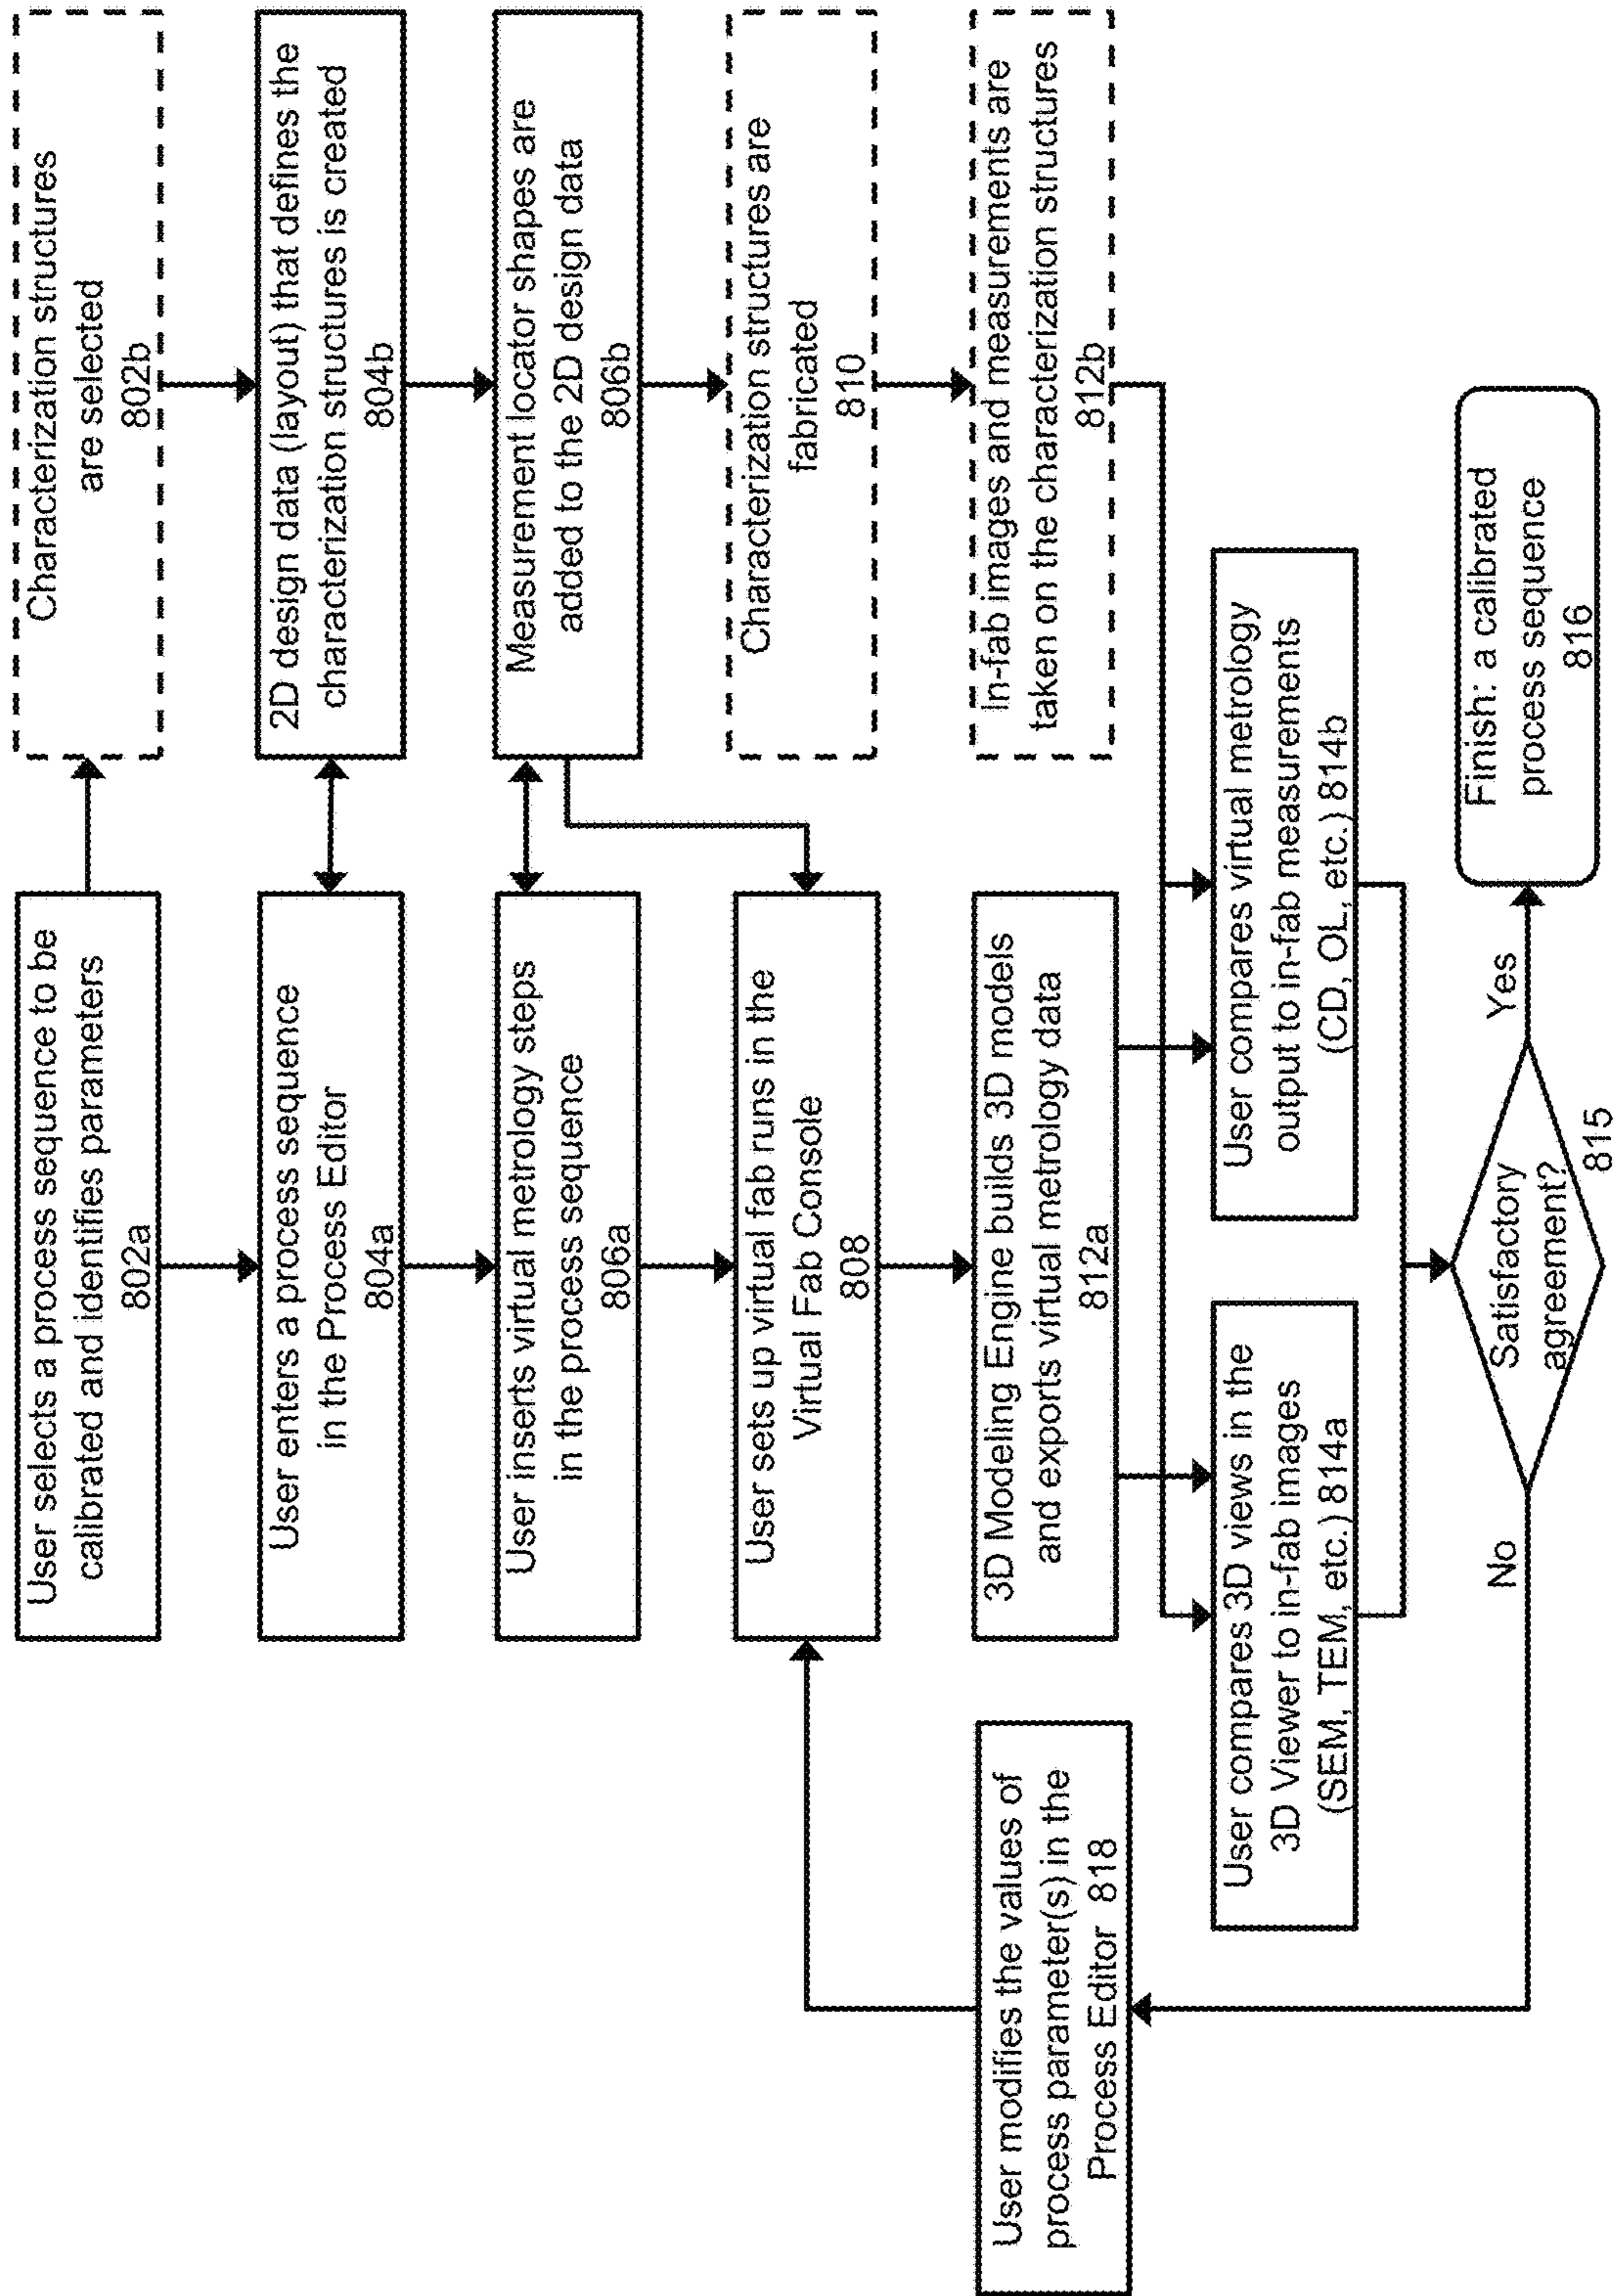 User selects a process sequence to be
calibrated and identifies parameters
802a
Characterization structures
are selected
802b
User enters a process sequence
in the Process Editor
804a
2D design data (layout) that defines the
characterization structures is created
804b
User inserts virtual metrology steps
in the process sequence
806a
Measurement locator shapes are
added to the 2D design data
806b
User sets up virtual fab runs in the
Virtual Fab Console
808
Characterization structures are
fabricated
810
3D Modeling Engine builds 3D models
and exports virtual metrology data
812a
In-fab images and measurements are
taken on the characterization structures
812b
User modifies the values of
process parameter(s) in the
Process Editor 818
User compares 3D views in the
3D Viewer to in-fab images
(SEM, TEM, etc.) 814a
User compares virtual metrology
output to in-fab measurements
(CD, OL, etc.) 814b
No
Satisfactory
agreement?
815
Yes
Finish: a calibrated
process sequence
816